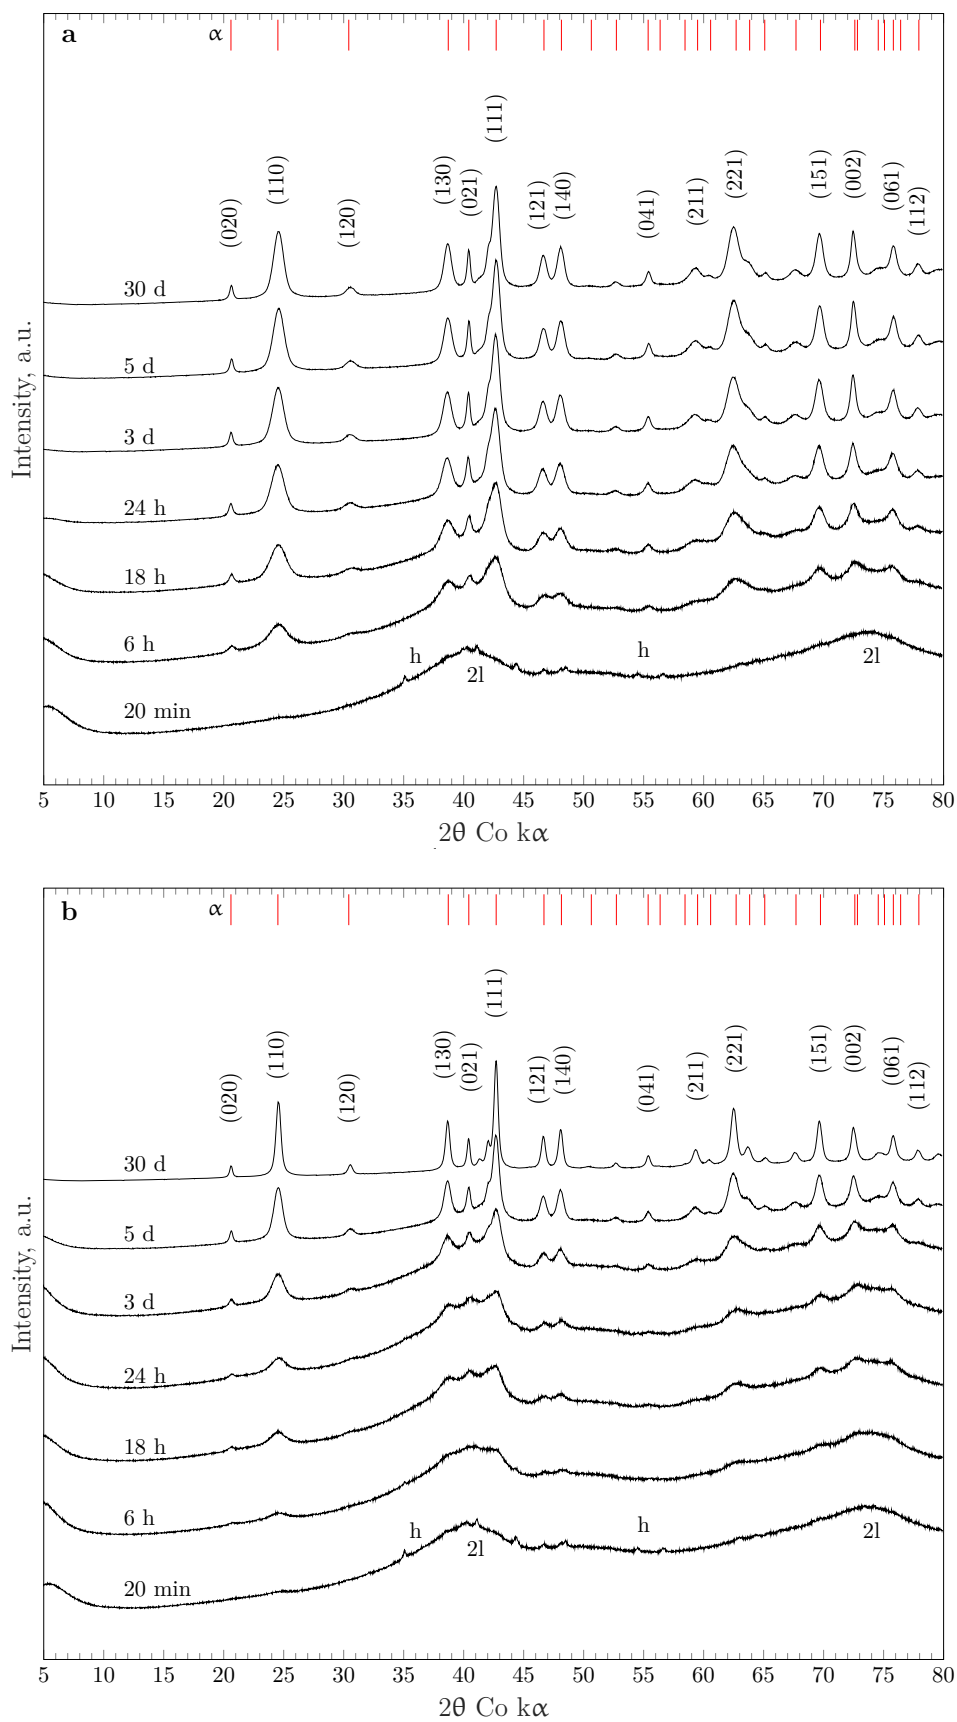 a
α
(020)
(110)
(120)
(130)
(021)
(111)
(121)
(140)
(041)
(211)
(221)
(151)
(002)
(061)
(112)
30 d
5 d
3 d
24 h
18 h
6 h
20 min
h
2l
h
2l
Intensity, a.u.
5 10 15 20 25 30 35 40 45 50 55 60 65 70 75 80
2θ Co kα
b
α
(020)
(110)
(120)
(130)
(021)
(111)
(121)
(140)
(041)
(211)
(221)
(151)
(002)
(061)
(112)
30 d
5 d
3 d
24 h
18 h
6 h
20 min
h
2l
h
2l
Intensity, a.u.
5 10 15 20 25 30 35 40 45 50 55 60 65 70 75 80
2θ Co kα